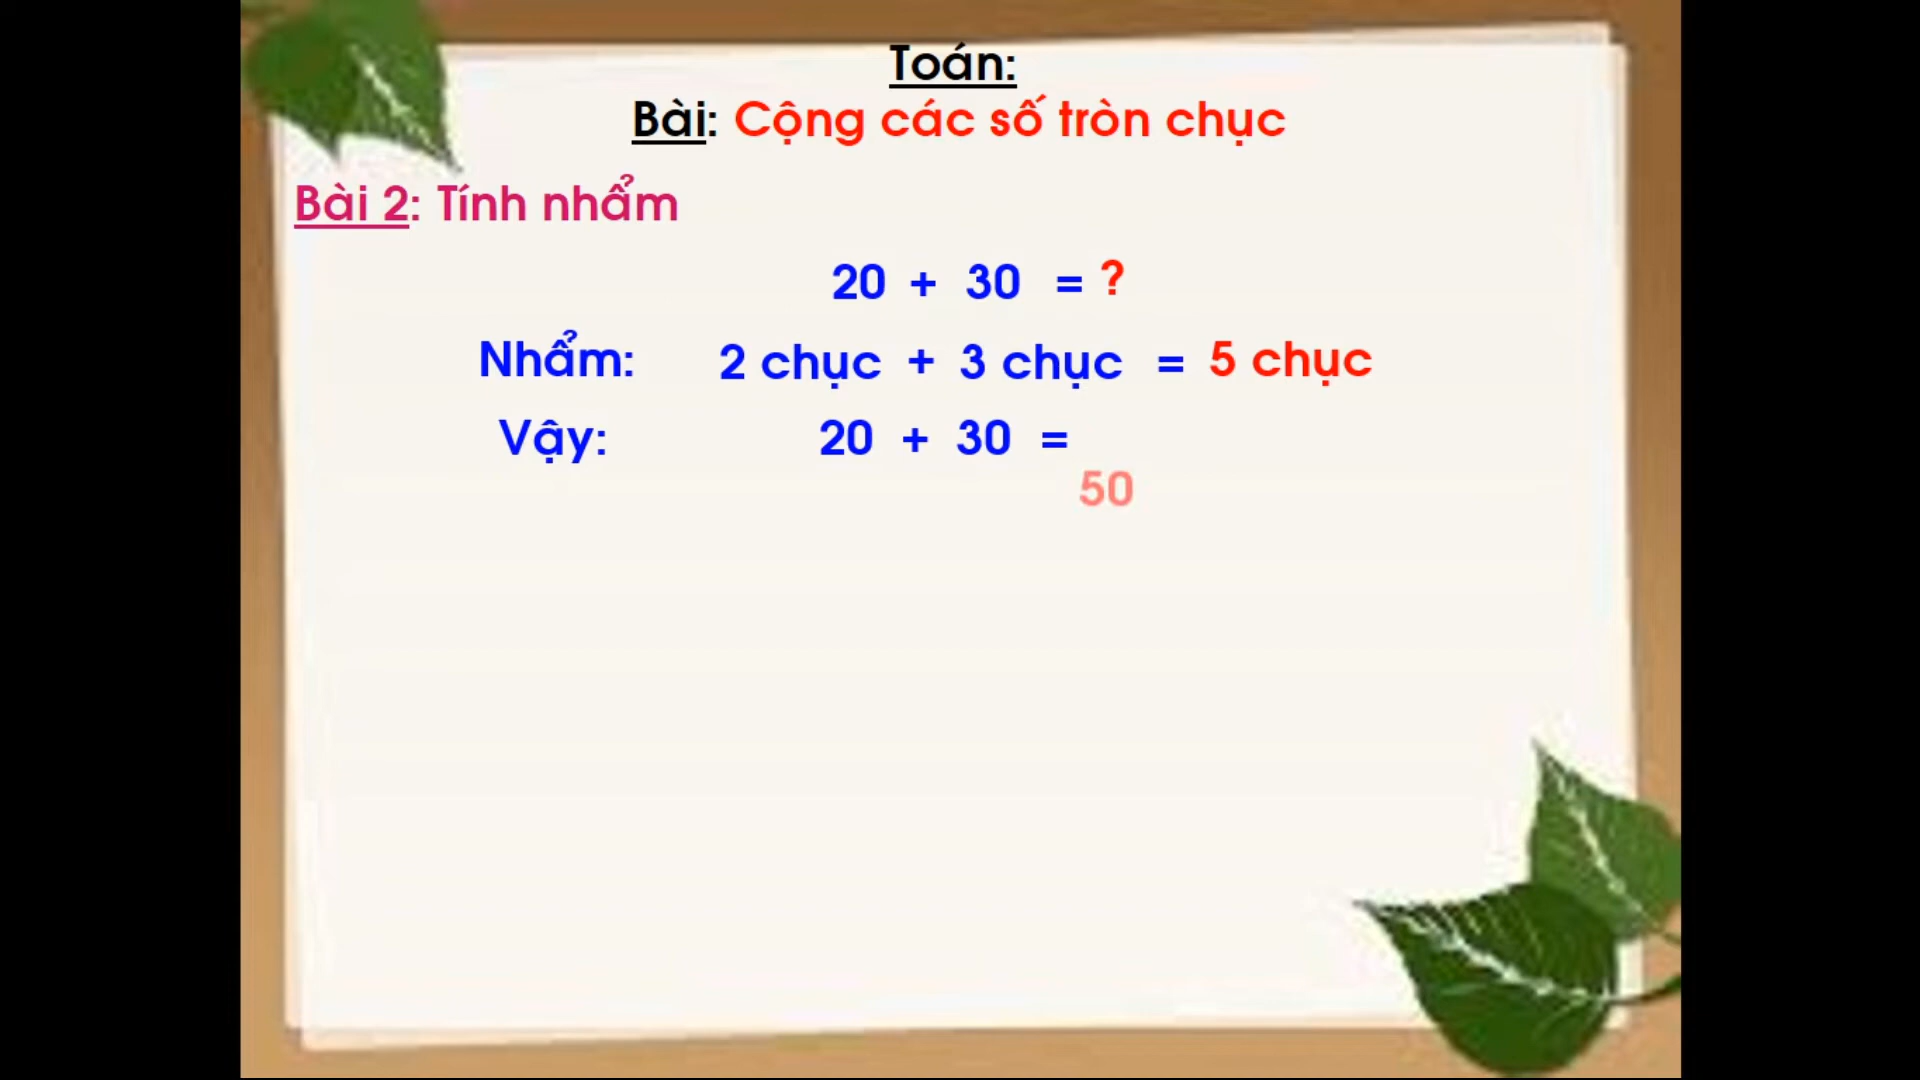 Toán:
Bài: Cộng các số tròn chục
Bài 2: Tính nhẩm
20 + 30 = ?
Nhẩm: 2 chục + 3 chục = 5 chục
Vậy: 20 + 30 =
50